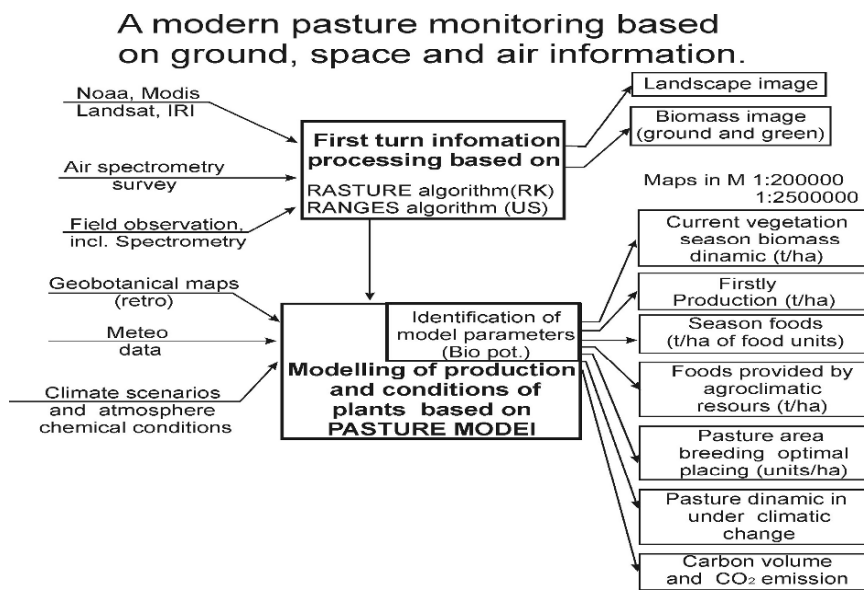 A modern pasture monitoring based
on ground, space and air information.
Noaa, Modis
Landsat, IRI
Air spectrometry
survey
Field observation,
incl. Spectrometry
First turn infomation
processing based on
RASTURE algorithm(RK)
RANGES algorithm (US)
Landscape image
Biomass image
(ground and green)
Maps in M 1:200000
1:2500000
Geobotanical maps
(retro)
Meteo
data
Climate scenarios
and atmosphere
chemical conditions
Identification of
model parameters
(Bio pot.)
Modelling of production
and conditions of
plants based on
PASTURE MODEl
Current vegetation
season biomass
dinamic (t/ha)
Firstly
Production (t/ha)
Season foods
(t/ha of food units)
Foods provided by
agroclimatic
resours (t/ha)
Pasture area
breeding optimal
placing (units/ha)
Pasture dinamic in
under climatic
change
Carbon volume
and CO₂ emission